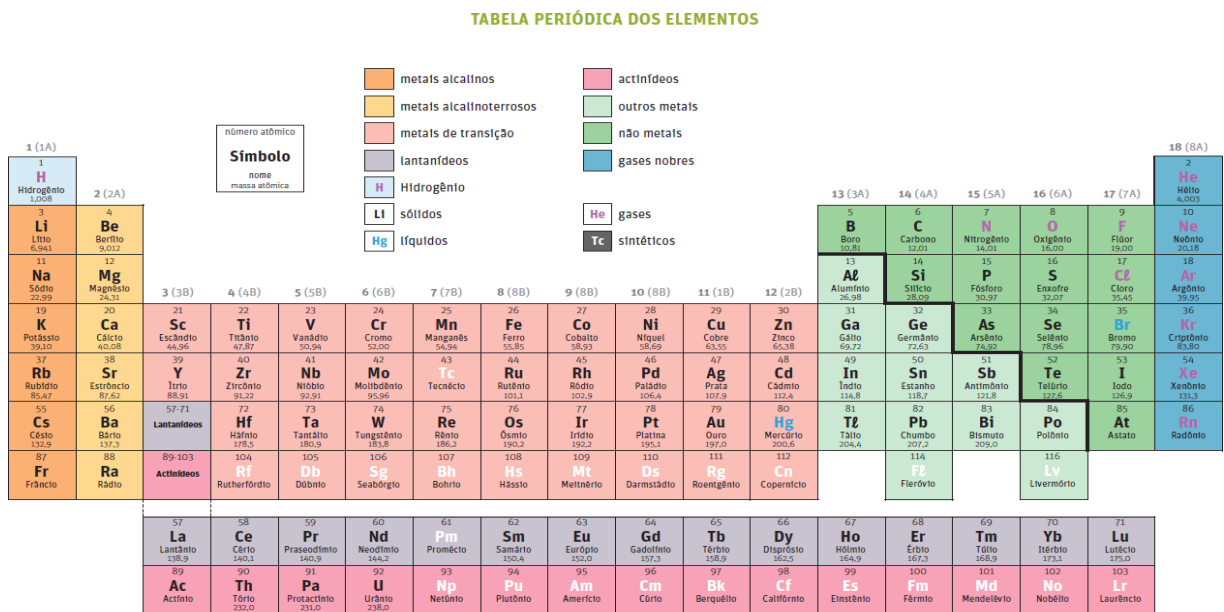 TABELA PERIÓDICA DOS ELEMENTOS
metais alcalinos
metais alcalinoterrosos
metais de transição
lantanídeos
H Hidrogênio
Li sólidos
Hg líquidos
actinídeos
outros metais
não metais
gases nobres
He gases
Tc sintéticos
número atômico
Símbolo
nome
massa atômica
1 (1A)
18 (8A)
1 2
H He
Hidrogênio Hélio
1,008 4,003
2 (2A) 13 (3A) 14 (4A) 15 (5A) 16 (6A) 17 (7A)
3 4 5 6 7 8 9 10
Li Be B C N O F Ne
Lítio Berílio Boro Carbono Nitrogênio Oxigênio Flúor Neônio
6,941 9,012 10,81 12,01 14,01 16,00 19,00 20,18
11 12 13 14 15 16 17 18
Na Mg Aℓ Si P S Cℓ Ar
Sódio Magnésio Alumínio Silício Fósforo Enxofre Cloro Argônio
22,99 24,31 26,98 28,09 30,97 32,07 35,45 39,95
3 (3B) 4 (4B) 5 (5B) 6 (6B) 7 (7B) 8 (8B) 9 (8B) 10 (8B) 11 (1B) 12 (2B)
19 20 21 22 23 24 25 26 27 28 29 30 31 32 33 34 35 36
K Ca Sc Ti V Cr Mn Fe Co Ni Cu Zn Ga Ge As Se Br Kr
Potássio Cálcio Escândio Titânio Vanádio Cromo Manganês Ferro Cobalto Níquel Cobre Zinco Gálio Germânio Arsênio Selênio Bromo Criptônio
39,10 40,08 44,96 47,87 50,94 52,00 54,94 55,85 58,93 58,69 63,55 65,38 69,72 72,63 74,92 78,96 79,90 83,80
37 38 39 40 41 42 43 44 45 46 47 48 49 50 51 52 53 54
Rb Sr Y Zr Nb Mo Tc Ru Rh Pd Ag Cd In Sn Sb Te I Xe
Rubídio Estrôncio Ítrio Zircônio Nióbio Molibdênio Tecnécio Rutênio Ródio Paládio Prata Cádmio Índio Estanho Antimônio Telúrio Iodo Xenônio
85,47 87,62 88,91 91,22 92,91 95,96 101,1 102,9 106,4 107,9 112,4 114,8 118,7 121,8 127,6 126,9 131,3
55 56 57-71 72 73 74 75 76 77 78 79 80 81 82 83 84 85 86
Cs Ba Lantanídeos Hf Ta W Re Os Ir Pt Au Hg Tℓ Pb Bi Po At Rn
Césio Bário Háfnio Tantálio Tungstênio Rênio Ósmio Irídio Platina Ouro Mercúrio Tálio Chumbo Bismuto Polônio Astato Radônio
132,9 137,3 178,5 180,9 183,8 186,2 190,2 192,2 195,1 197,0 200,6 204,4 207,2 209,0
87 88 89-103 104 105 106 107 108 109 110 111 112 114 116
Fr Ra Actinídeos Rf Db Sg Bh Hs Mt Ds Rg Cn Fℓ Lv
Frâncio Rádio Rutherfórdio Dúbnio Seabórgio Bohrio Hássio Meitnério Darmstádio Roentgênio Copernício Fleróvio Livermório
57 58 59 60 61 62 63 64 65 66 67 68 69 70 71
La Ce Pr Nd Pm Sm Eu Gd Tb Dy Ho Er Tm Yb Lu
Lantânio Cério Praseodímio Neodímio Promécio Samário Európio Gadolínio Térbio Disprósio Hólmio Érbio Túlio Itérbio Lutécio
138,9 140,1 140,9 144,2 150,4 152,0 157,3 158,9 162,5 164,9 167,3 168,9 173,1 175,0
89 90 91 92 93 94 95 96 97 98 99 100 101 102 103
Ac Th Pa U Np Pu Am Cm Bk Cf Es Fm Md No Lr
Actínio Tório Protactínio Urânio Netúnio Plutônio Amerício Cúrio Berquélio Califórnio Einstênio Férmio Mendelévio Nobélio Laurêncio
232,0 231,0 238,0